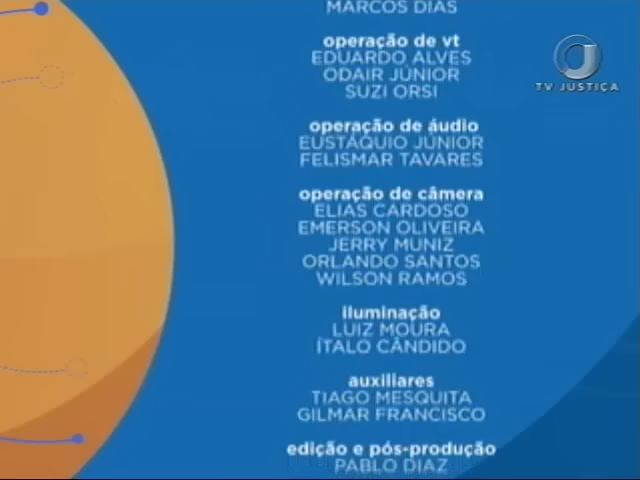 MARCOS DIAS
operação de vt
EDUARDO ALVES
ODAIR JÚNIOR
SUZI ORSI
TV JUSTIÇA
operação de áudio
EUSTÁQUIO JÚNIOR
FELISMAR TAVARES
operação de câmera
ELIAS CARDOSO
EMERSON OLIVEIRA
JERRY MUNIZ
ORLANDO SANTOS
WILSON RAMOS
iluminação
LUIZ MOURA
ÍTALO CÂNDIDO
auxiliares
TIAGO MESQUITA
GILMAR FRANCISCO
edição e pós-produção
PABLO DIAZ